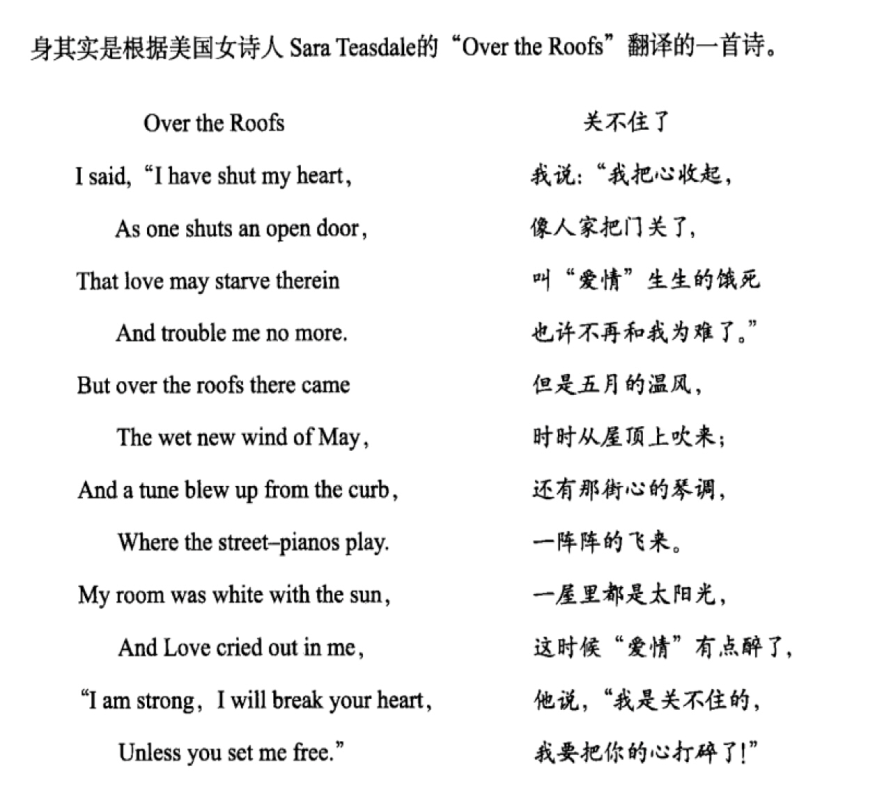 身其实是根据美国女诗人 Sara Teasdale的“Over the Roofs”翻译的一首诗。
Over the Roofs
I said,“I have shut my heart,
As one shuts an open door,
That love may starve therein
And trouble me no more.
But over the roofs there came
The wet new wind of May,
And a tune blew up from the curb,
Where the street–pianos play.
My room was white with the sun,
And Love cried out in me,
“I am strong, I will break your heart,
Unless you set me free.”
关不住了
我说:“我把心收起,
像人家把门关了,
叫“爱情”生生的饿死
也许不再和我为难了。”
但是五月的温风,
时时从屋顶上吹来;
还有那街心的琴调,
一阵阵的飞来。
一屋里都是太阳光,
这时候“爱情”有点醉了,
他说,“我是关不住的,
我要把你的心打碎了!”